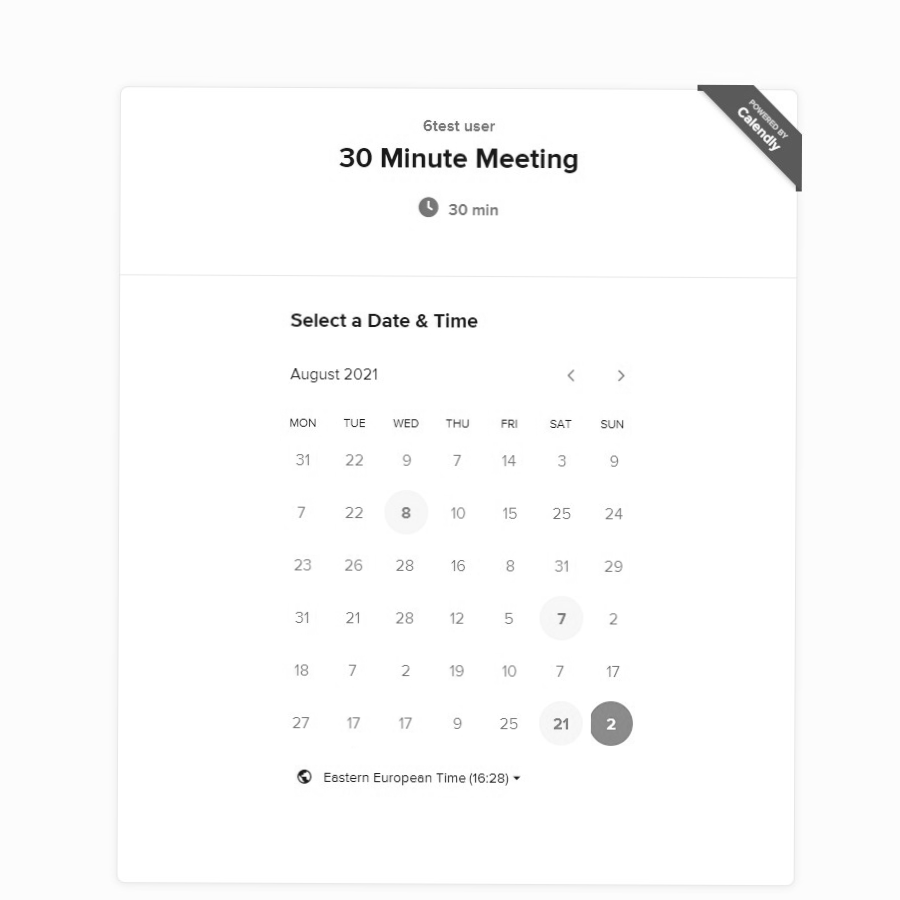 POWERED BY
Calendly
6test user
30 Minute Meeting
30 min
Select a Date & Time
August 2021
MON TUE WED THU FRI SAT SUN
31 22 9 7 14 3 9
7 22 8 10 15 25 24
23 26 28 16 8 31 29
31 21 28 12 5 7 2
18 7 2 19 10 7 17
27 17 17 9 25 21 2
Eastern European Time (16:28)